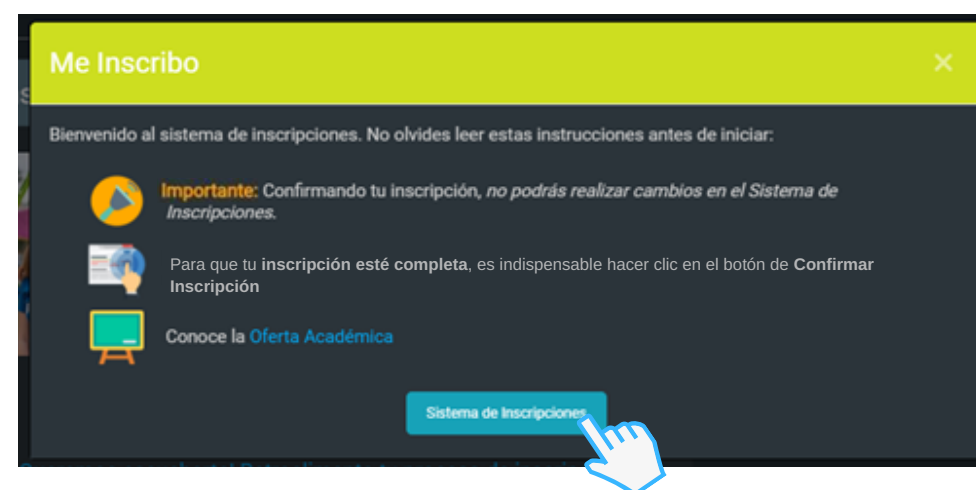 Me Inscribo
Bienvenido al sistema de inscripciones. No olvides leer estas instrucciones antes de iniciar:
Importante: Confirmando tu inscripción, no podrás realizar cambios en el Sistema de
Inscripciones.
Para que tu inscripción esté completa, es indispensable hacer clic en el botón de Confirmar
Inscripción
Conoce la Oferta Académica
Sistema de Inscripciones